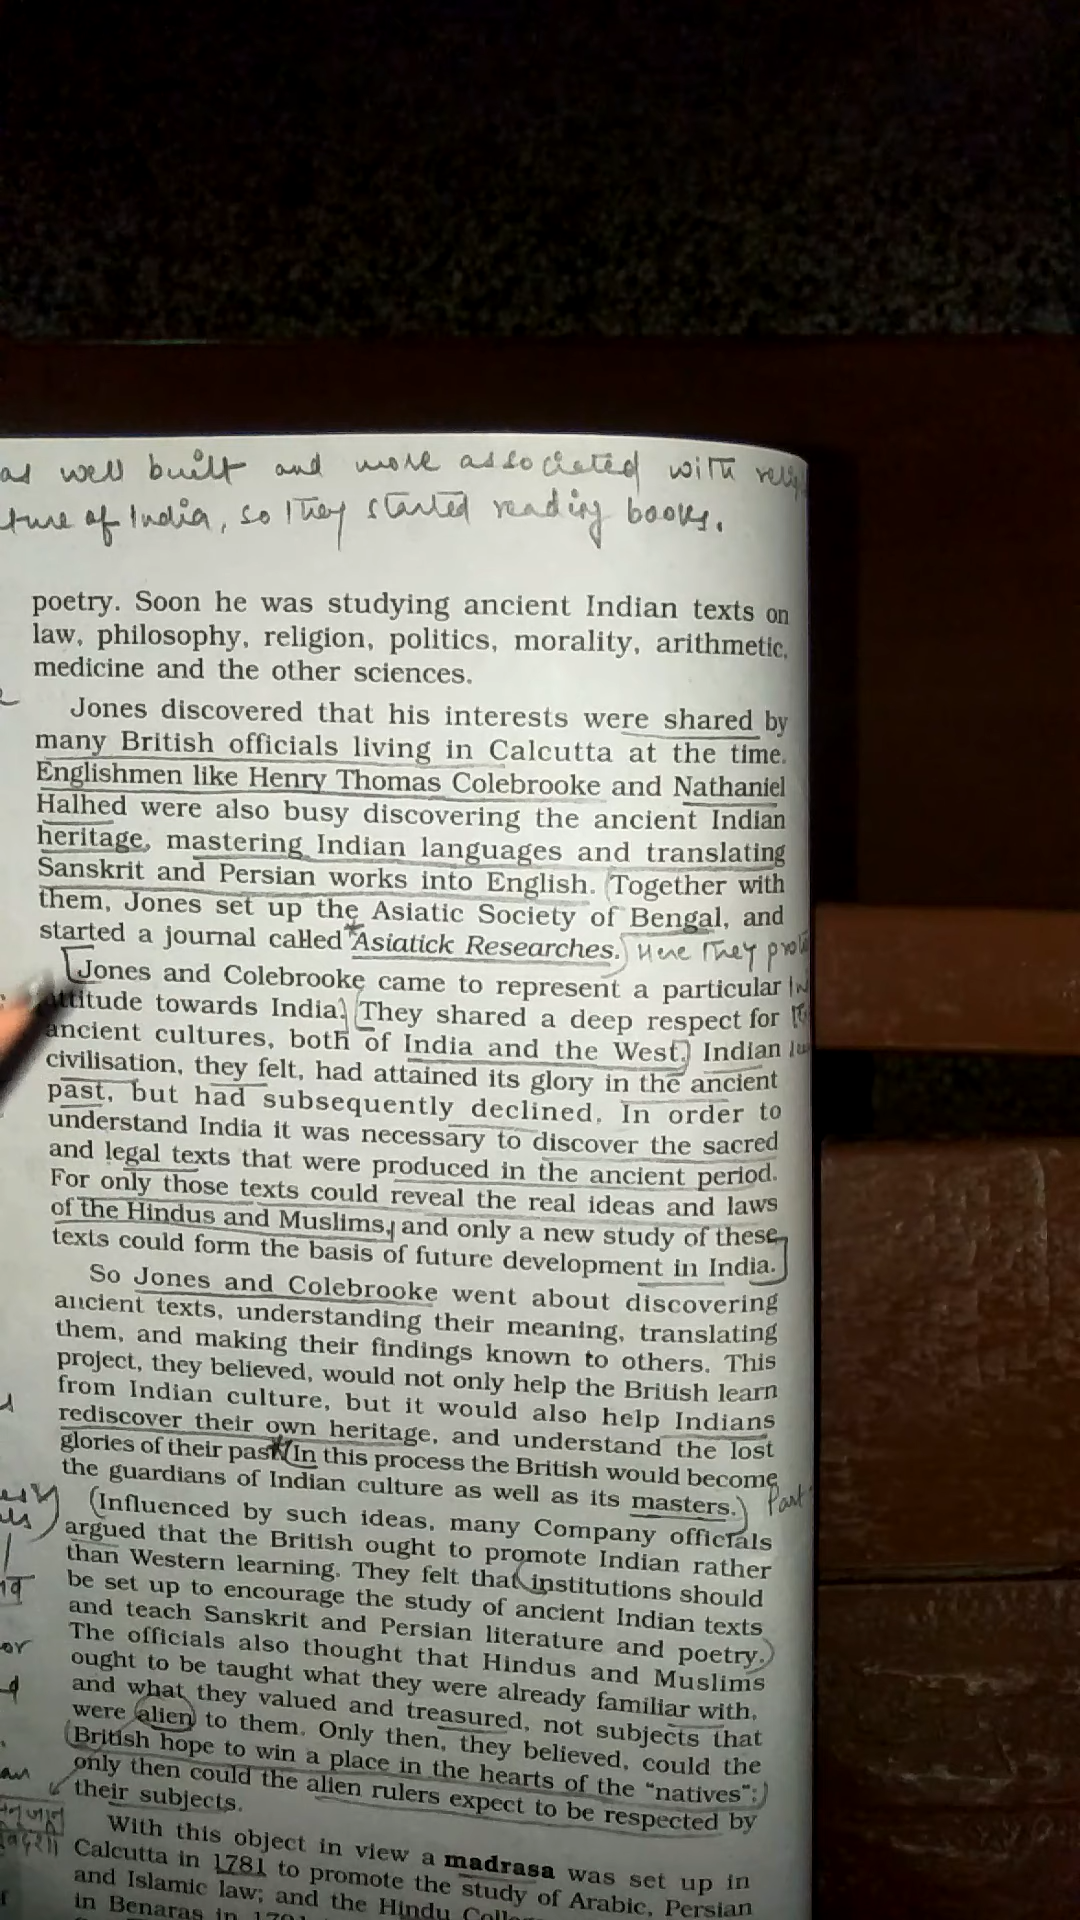 as well built and more associated with
ture of India, so they started reading books.
poetry. Soon he was studying ancient Indian texts on
law, philosophy, religion, politics, morality, arithmetic,
medicine and the other sciences.
Jones discovered that his interests were shared by
many British officials living in Calcutta at the time.
Englishmen like Henry Thomas Colebrooke and Nathaniel
Halhed were also busy discovering the ancient Indian
heritage, mastering Indian languages and translating
Sanskrit and Persian works into English. Together with
them, Jones set up the Asiatic Society of Bengal, and
started a journal called Asiatick Researches. Here they
Jones and Colebrooke came to represent a particular
attitude towards India. They shared a deep respect for
ancient cultures, both of India and the West. Indian
civilisation, they felt, had attained its glory in the ancient
past, but had subsequently declined. In order to
understand India it was necessary to discover the sacred
and legal texts that were produced in the ancient period.
For only those texts could reveal the real ideas and laws
of the Hindus and Muslims, and only a new study of these
texts could form the basis of future development in India.
So Jones and Colebrooke went about discovering
ancient texts, understanding their meaning, translating
them, and making their findings known to others. This
project, they believed, would not only help the British learn
from Indian culture, but it would also help Indians
rediscover their own heritage, and understand the lost
glories of their past. In this process the British would become
the guardians of Indian culture as well as its masters.
Influenced by such ideas, many Company officials
argued that the British ought to promote Indian rather
than Western learning. They felt that institutions should
be set up to encourage the study of ancient Indian texts
and teach Sanskrit and Persian literature and poetry.
The officials also thought that Hindus and Muslims
ought to be taught what they were already familiar with,
and what they valued and treasured, not subjects that
were alien to them. Only then, they believed, could the
British hope to win a place in the hearts of the "natives";
only then could the alien rulers expect to be respected by
their subjects.
With this object in view a madrasa was set up in
Calcutta in 1781 to promote the study of Arabic, Persian
and Islamic law; and the Hindu
in Benaras in